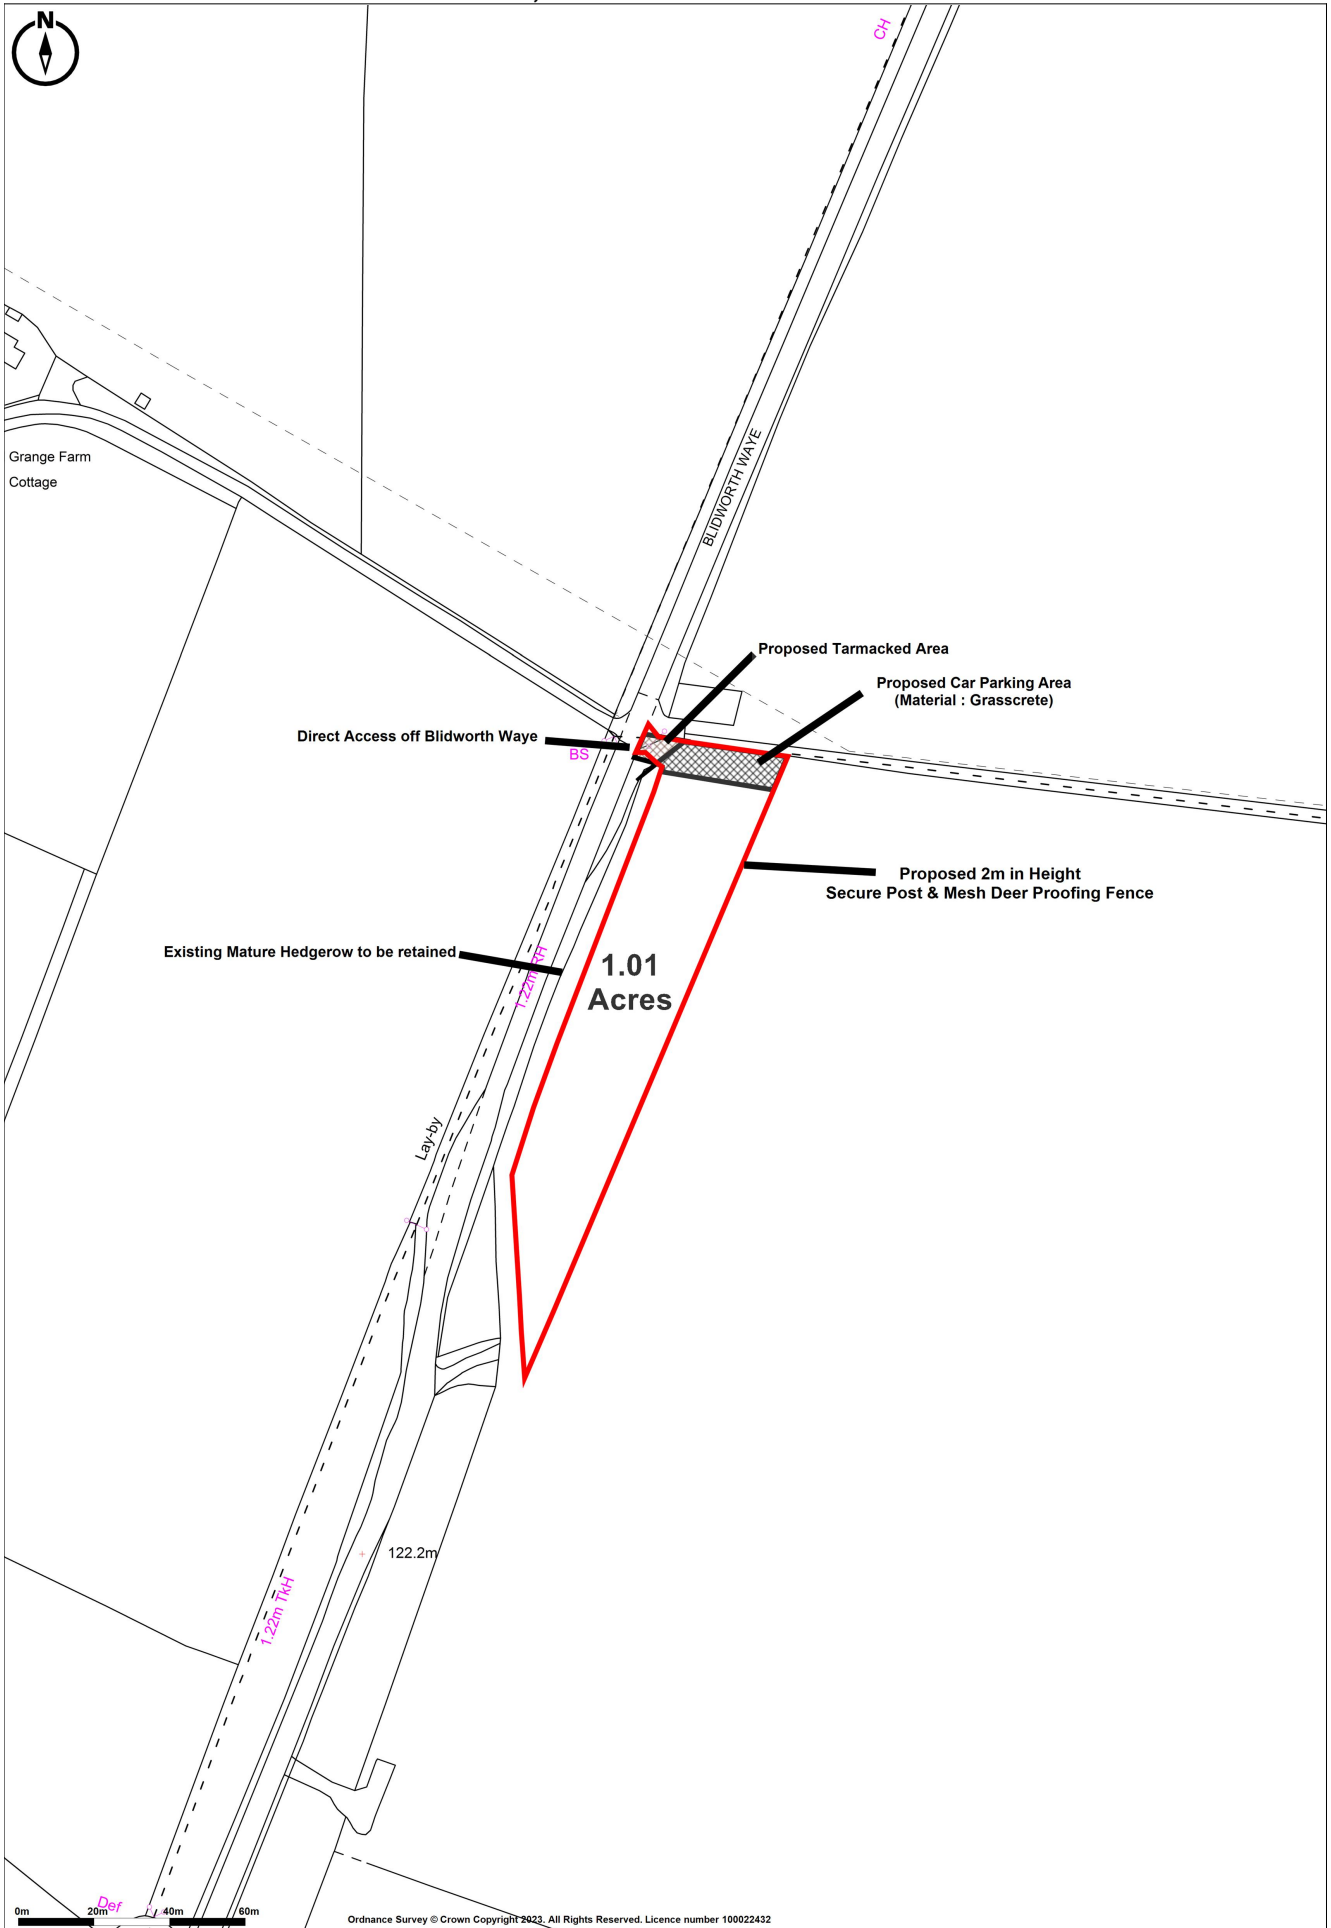 N
CH
BLIDWORTH WAYE
Grange Farm
Cottage
Proposed Tarmacked Area
Proposed Car Parking Area
(Material : Grasscrete)
Direct Access off Blidworth Waye
BS
Proposed 2m in Height
Secure Post & Mesh Deer Proofing Fence
Existing Mature Hedgerow to be retained
1.22m RH
1.01
Acres
Lay-by
122.2m
1.22m TkH
Def
0m 20m 40m 60m
Ordnance Survey © Crown Copyright 2023. All Rights Reserved. Licence number 100022432